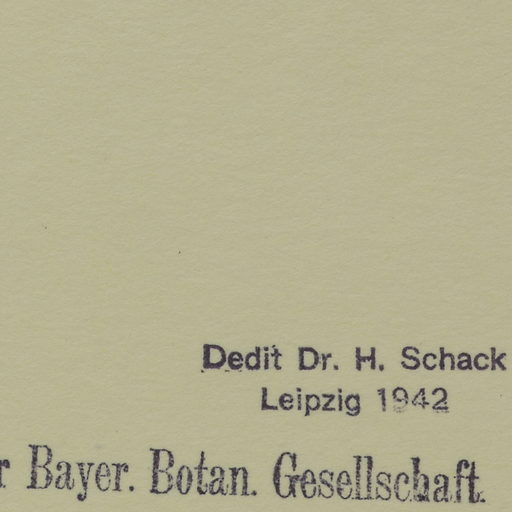 Dedit Dr. H. Schack
Leipzig 1942
r Bayer. Botan. Gesellschaft.